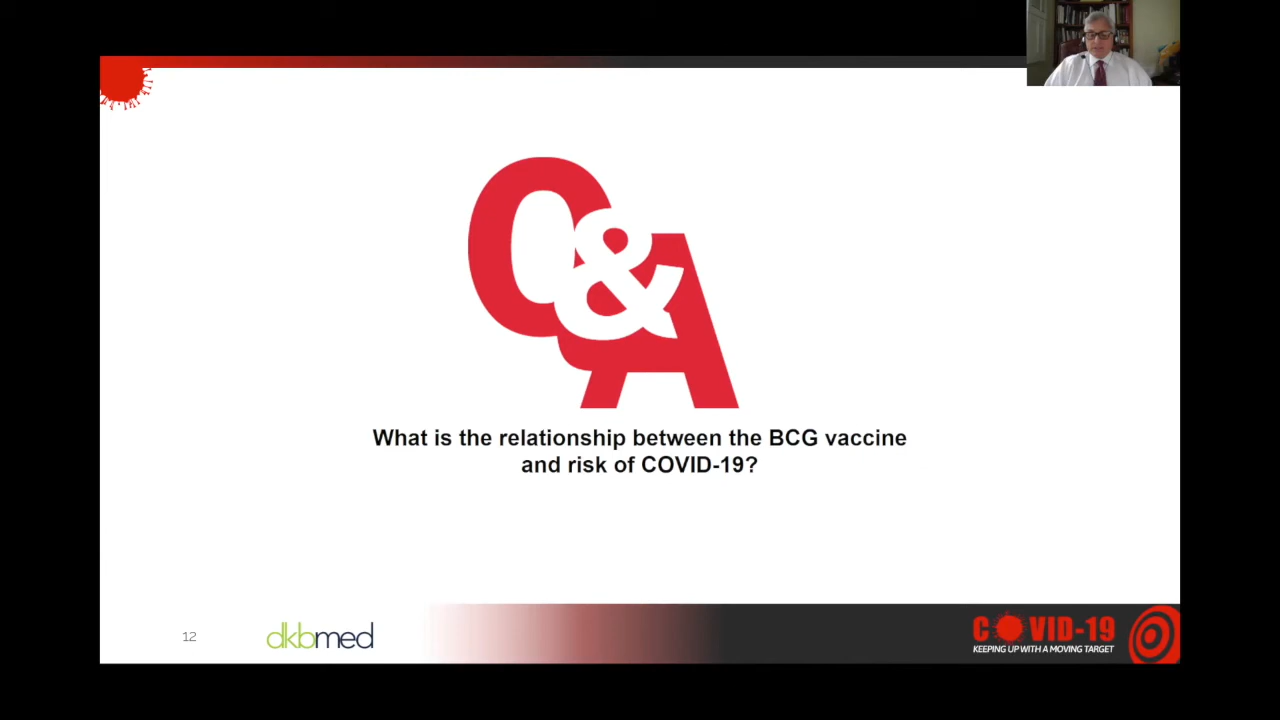 Q&A
What is the relationship between the BCG vaccine
and risk of COVID-19?
12
dkbmed
COVID-19
KEEPING UP WITH A MOVING TARGET